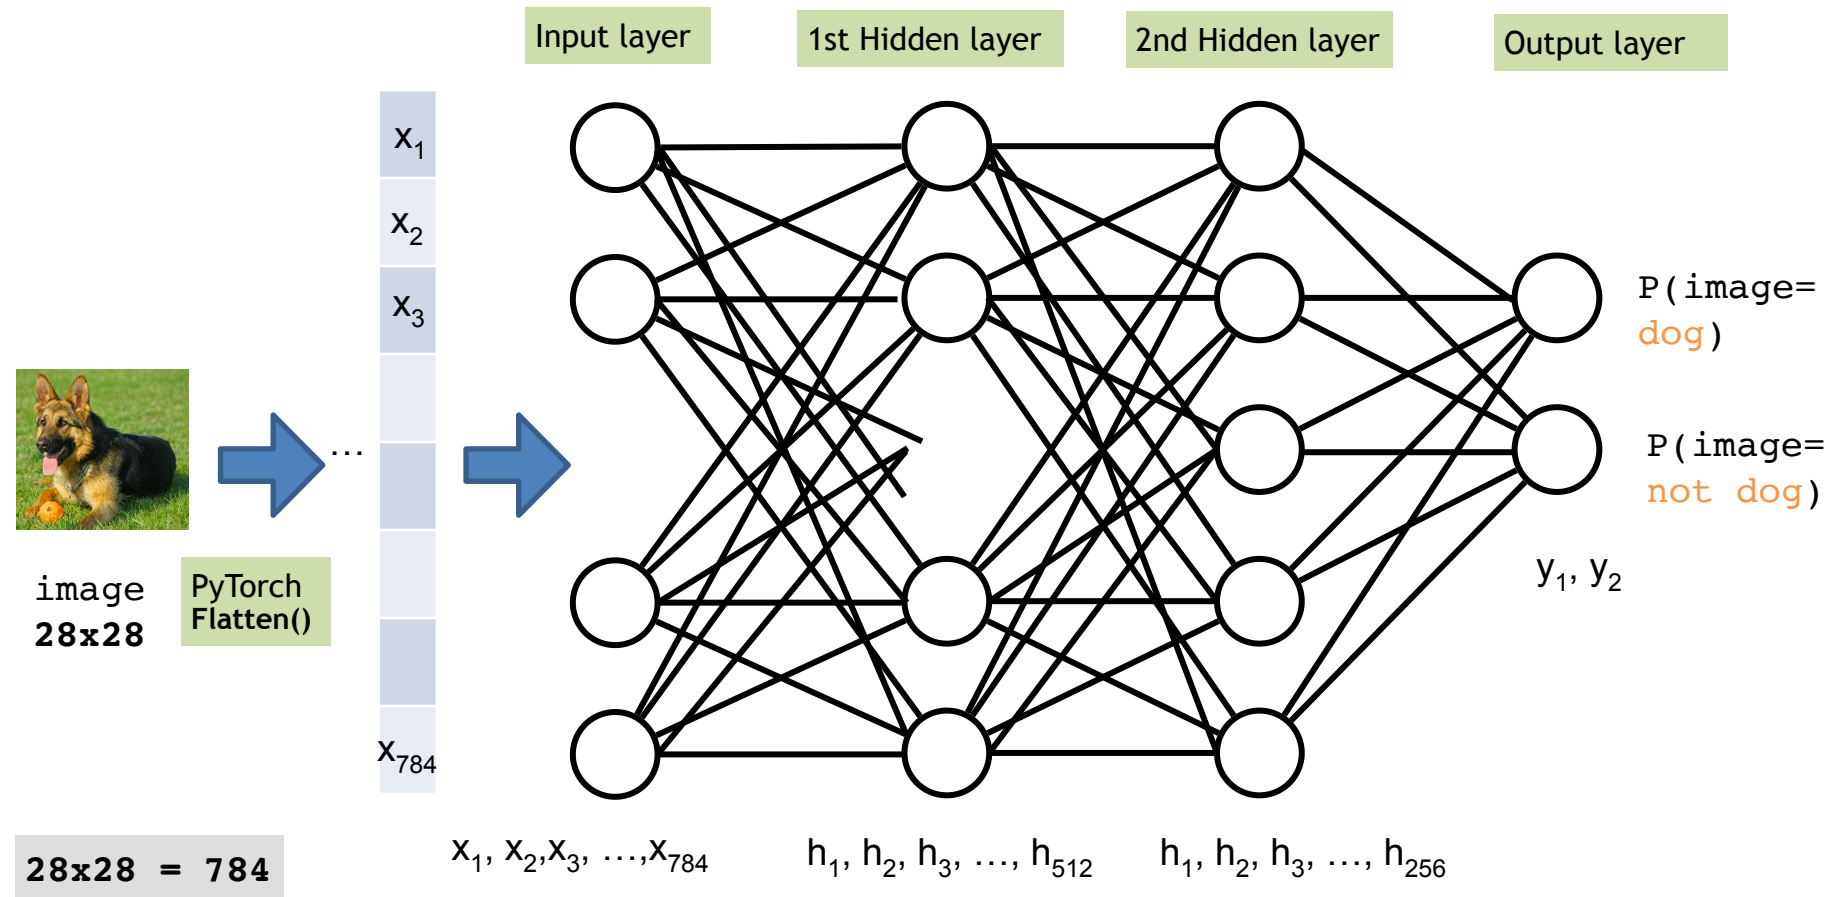 Input layer
1st Hidden layer
2nd Hidden layer
Output layer
x1
x2
x3
x784
...
image
28x28
PyTorch
Flatten()
P(image=
dog)
P(image=
not dog)
y1, y2
x1, x2,x3, ...,x784
h1, h2, h3, ..., h512
h1, h2, h3, ..., h256
28x28 = 784